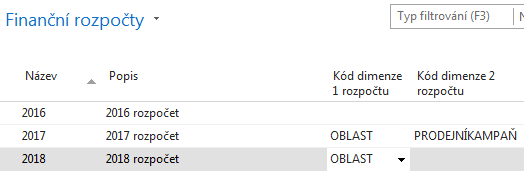 Finanční rozpočty
Typ filtrování (F3)
Název Popis Kód dimenze 1 rozpočtu Kód dimenze 2 rozpočtu
2016 2016 rozpočet
2017 2017 rozpočet OBLAST PRODEJNÍKAMPAŇ
2018 2018 rozpočet OBLAST